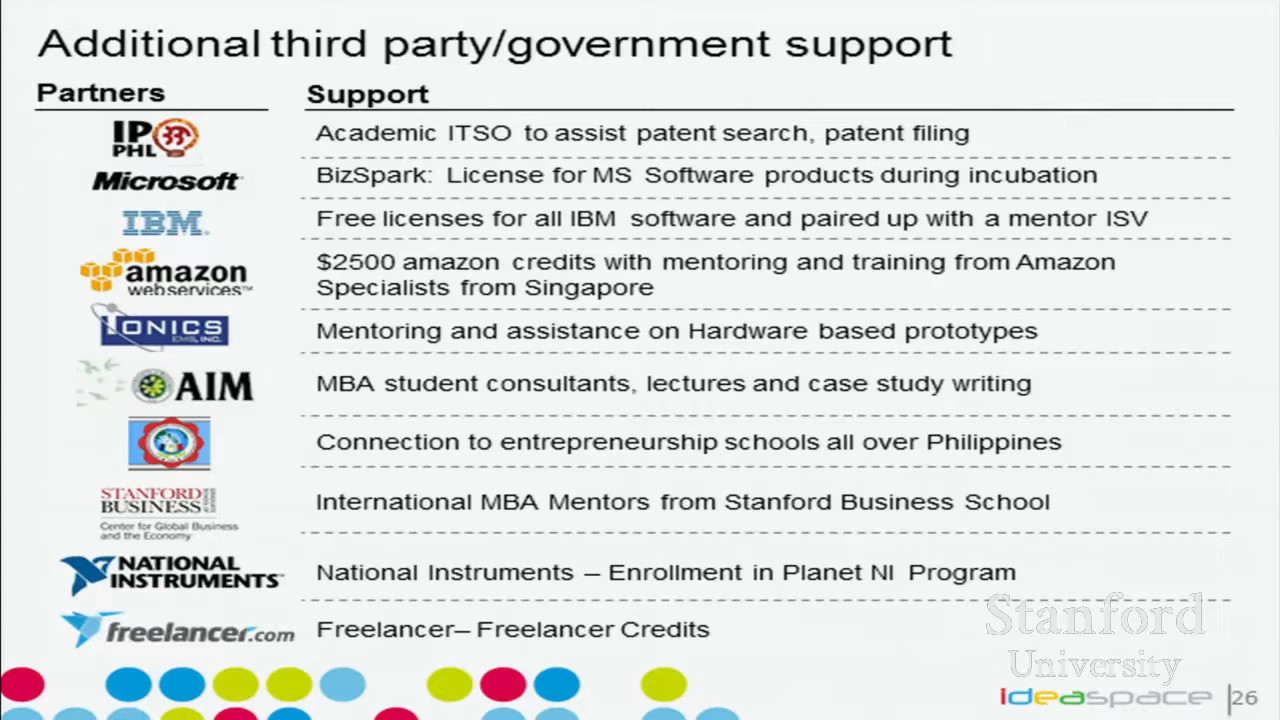 Additional third party/government support
Partners
Support
IP
PHL
Academic ITSO to assist patent search, patent filing
Microsoft
BizSpark: License for MS Software products during incubation
IBM
Free licenses for all IBM software and paired up with a mentor ISV
amazon
webservices™
$2500 amazon credits with mentoring and training from Amazon
Specialists from Singapore
IONICS
EMS, INC.
Mentoring and assistance on Hardware based prototypes
AIM
MBA student consultants, lectures and case study writing
Connection to entrepreneurship schools all over Philippines
STANFORD
BUSINESS
Center for Global Business
and the Economy
International MBA Mentors from Stanford Business School
NATIONAL
INSTRUMENTS™
National Instruments – Enrollment in Planet NI Program
freelancer.com
Freelancer– Freelancer Credits
Stanford
University
ideaspace
26